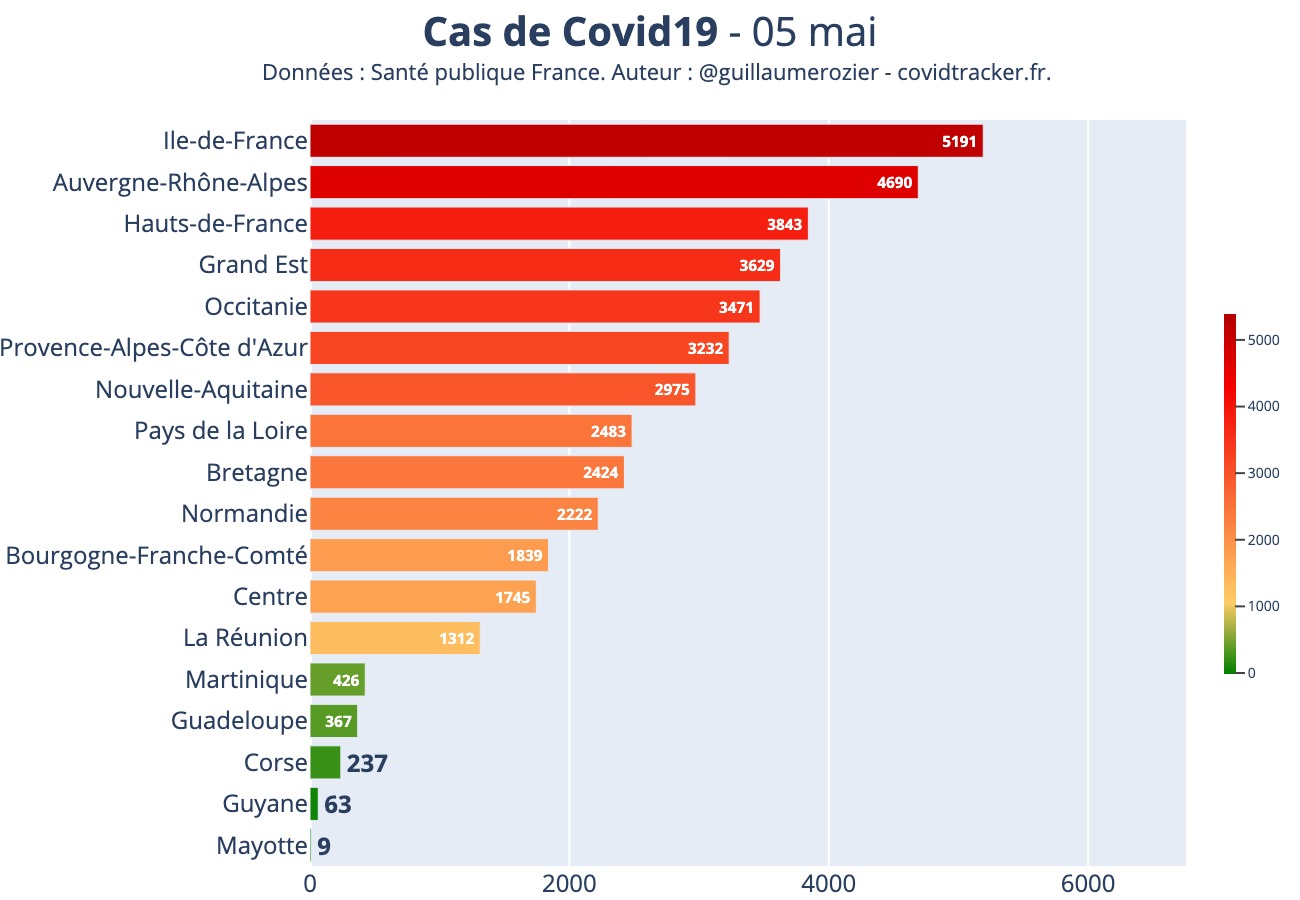 Cas de Covid19 - 05 mai
Données : Santé publique France. Auteur : @guillaumerozier - covidtracker.fr.
Ile-de-France 5191
Auvergne-Rhône-Alpes 4690
Hauts-de-France 3843
Grand Est 3629
Occitanie 3471
Provence-Alpes-Côte d'Azur 3232
Nouvelle-Aquitaine 2975
Pays de la Loire 2483
Bretagne 2424
Normandie 2222
Bourgogne-Franche-Comté 1839
Centre 1745
La Réunion 1312
Martinique 426
Guadeloupe 367
Corse 237
Guyane 63
Mayotte 9
0 2000 4000 6000
5000
4000
3000
2000
1000
0